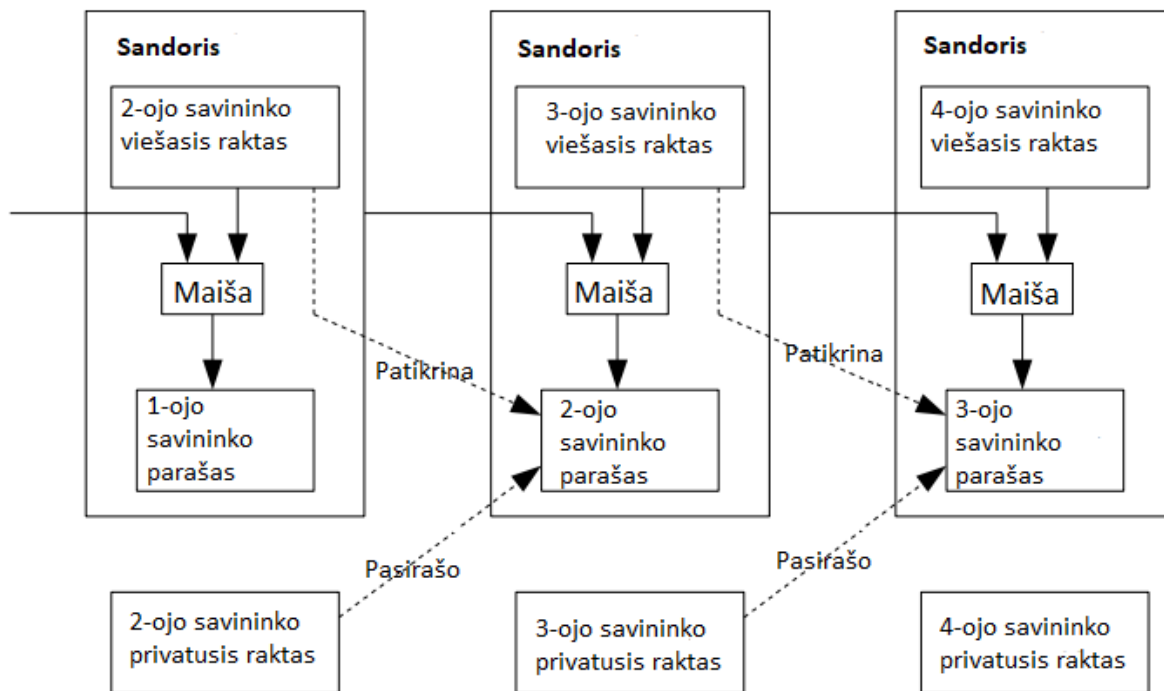 Sandoris
2-ojo savininko
viešasis raktas
Maiša
1-ojo
savininko
parašas
Sandoris
3-ojo savininko
viešasis raktas
Maiša
2-ojo
savininko
parašas
Sandoris
4-ojo savininko
viešasis raktas
Maiša
3-ojo
savininko
parašas
Patikrina
Patikrina
Pasirašo
Pasirašo
2-ojo savininko
privatusis raktas
3-ojo savininko
privatusis raktas
4-ojo savininko
privatusis raktas